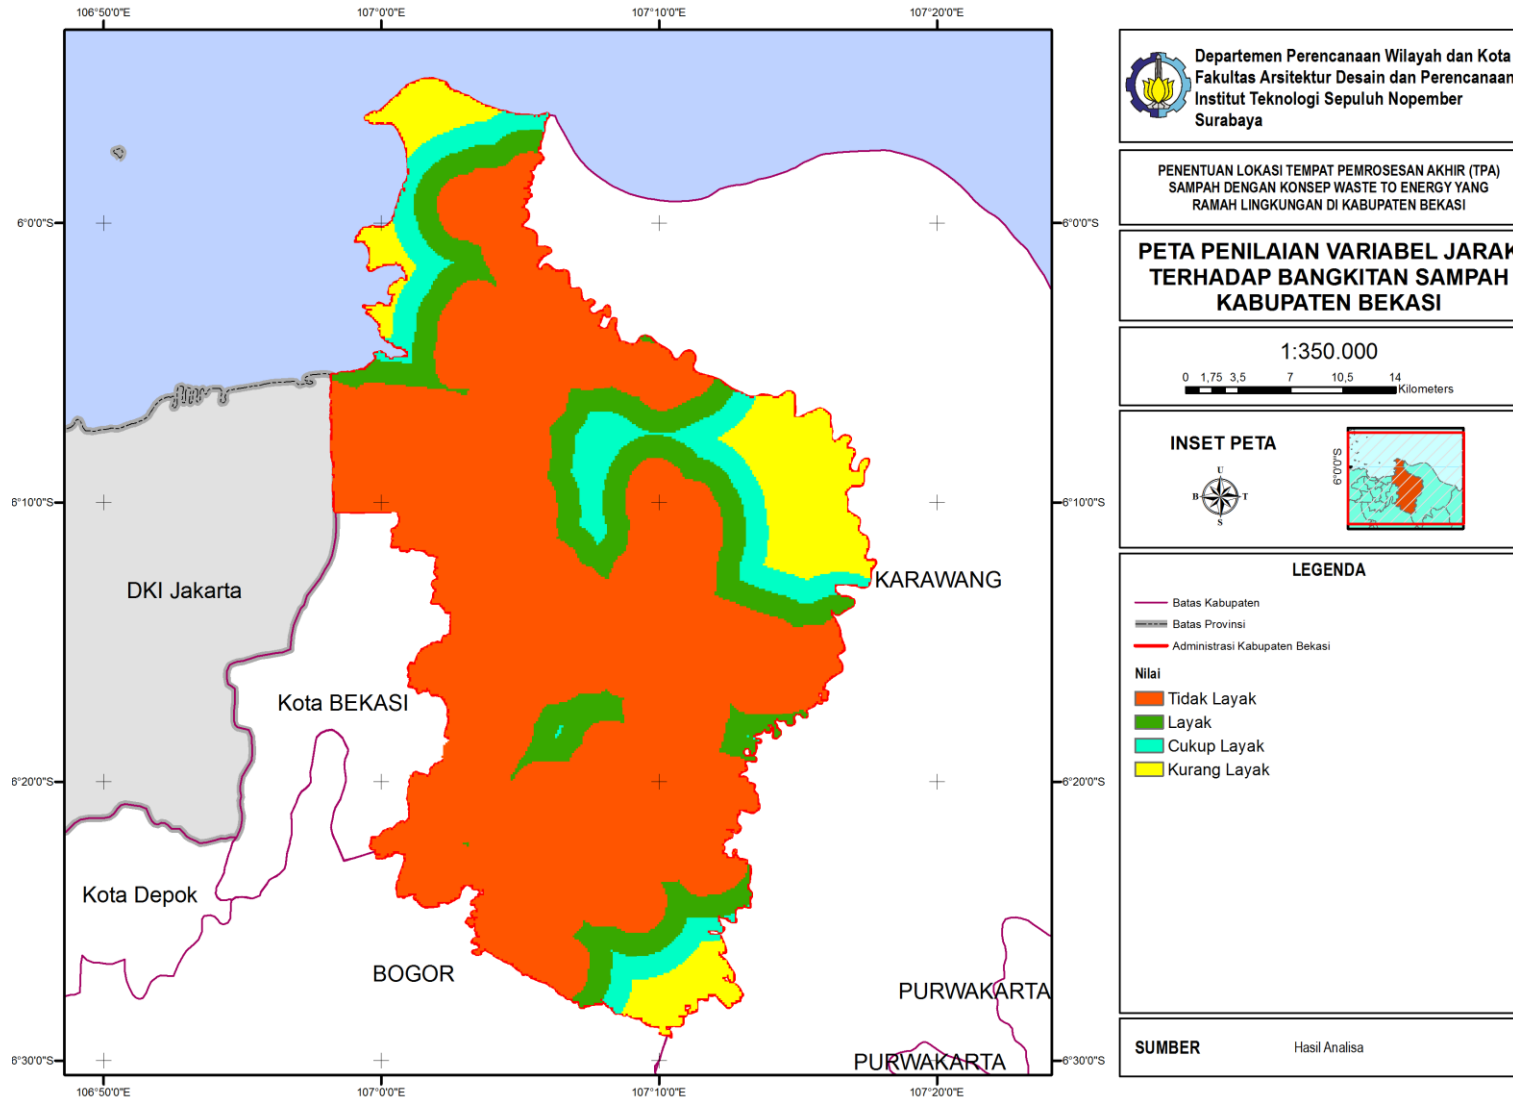 106°50'0"E
107°0'0"E
107°10'0"E
107°20'0"E
6°0'0"S
6°0'0"S
6°10'0"S
6°10'0"S
6°20'0"S
6°20'0"S
6°30'0"S
6°30'0"S
DKI Jakarta
KARAWANG
Kota BEKASI
Kota Depok
BOGOR
PURWAKARTA
PURWAKARTA
106°50'0"E
107°0'0"E
107°10'0"E
107°20'0"E
Departemen Perencanaan Wilayah dan Kota
Fakultas Arsitektur Desain dan Perencanaan
Institut Teknologi Sepuluh Nopember
Surabaya
PENENTUAN LOKASI TEMPAT PEMROSESAN AKHIR (TPA)
SAMPAH DENGAN KONSEP WASTE TO ENERGY YANG
RAMAH LINGKUNGAN DI KABUPATEN BEKASI
PETA PENILAIAN VARIABEL JARAK
TERHADAP BANGKITAN SAMPAH
KABUPATEN BEKASI
1:350.000
0 1,75 3,5 7 10,5 14
Kilometers
INSET PETA
U
B T
S
6°0'0"S
LEGENDA
Batas Kabupaten
Batas Provinsi
Administrasi Kabupaten Bekasi
Nilai
Tidak Layak
Layak
Cukup Layak
Kurang Layak
SUMBER Hasil Analisa